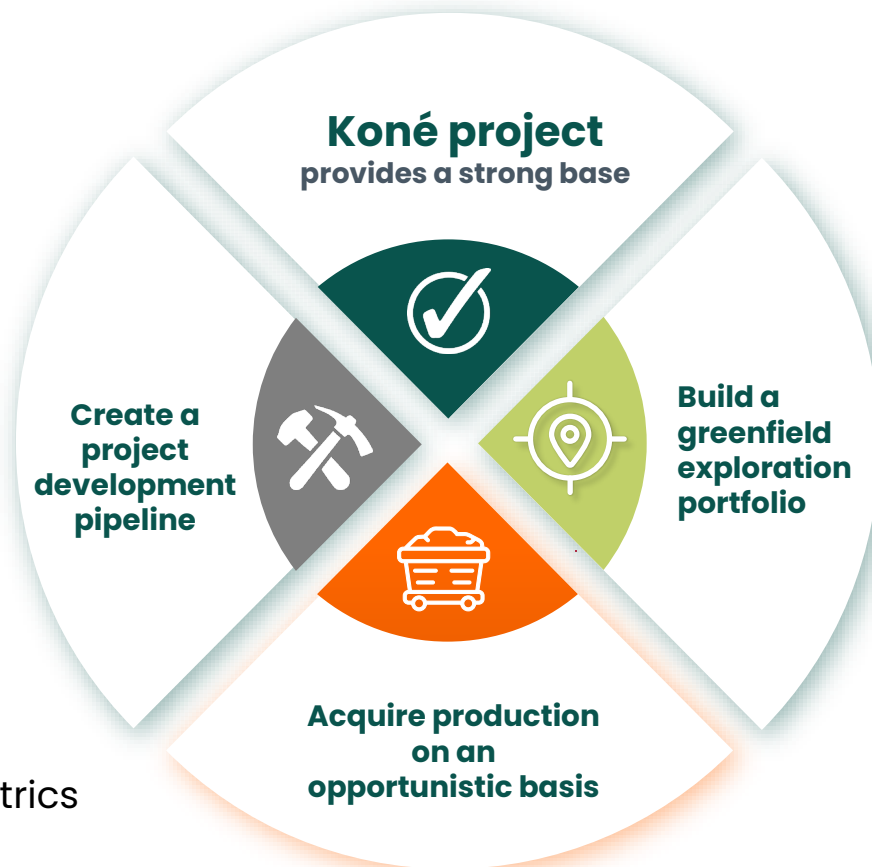 Koné project
provides a strong base
Create a
project
development
pipeline
Build a
greenfield
exploration
portfolio
Acquire production
on an
opportunistic basis
trics